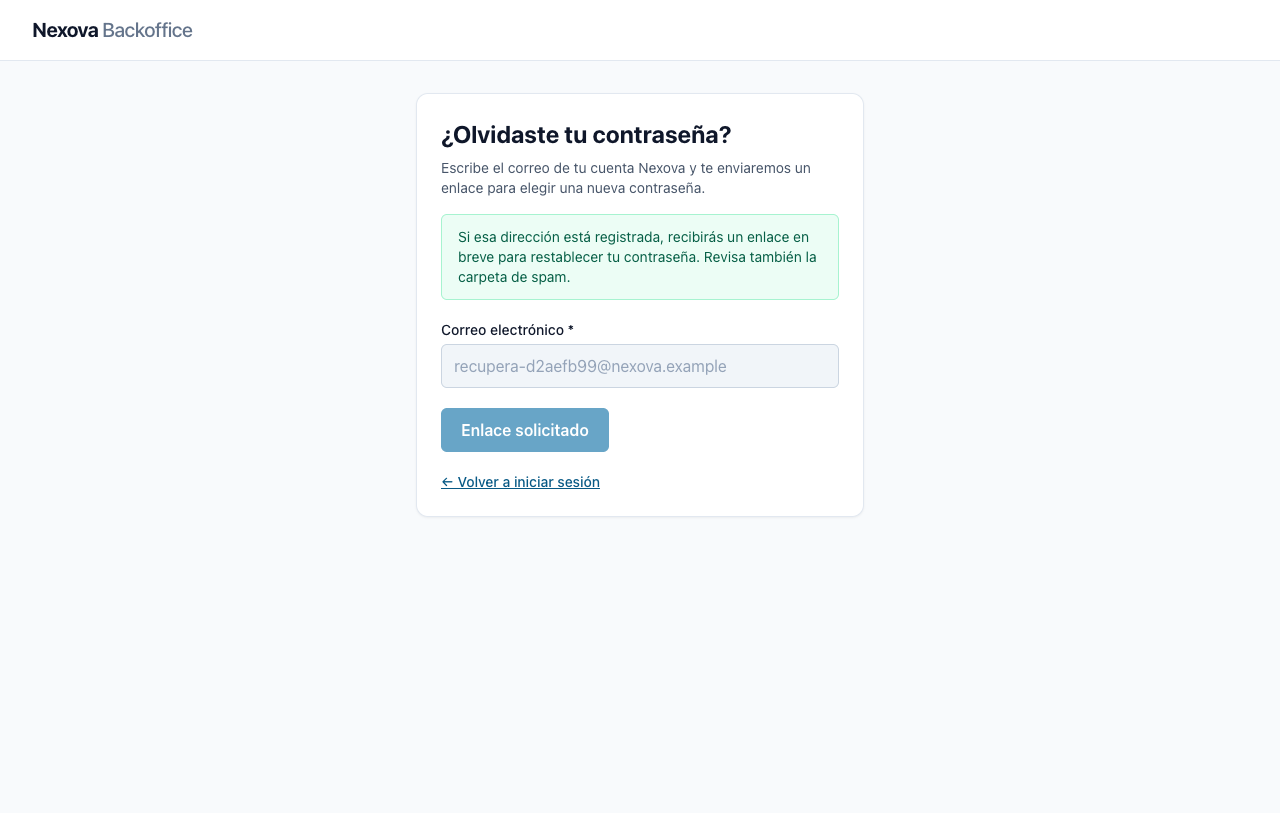 Nexova Backoffice
¿Olvidaste tu contraseña?
Escribe el correo de tu cuenta Nexova y te enviaremos un
enlace para elegir una nueva contraseña.
Si esa dirección está registrada, recibirás un enlace en
breve para restablecer tu contraseña. Revisa también la
carpeta de spam.
Correo electrónico *
recupera-d2aefb99@nexova.example
Enlace solicitado
← Volver a iniciar sesión